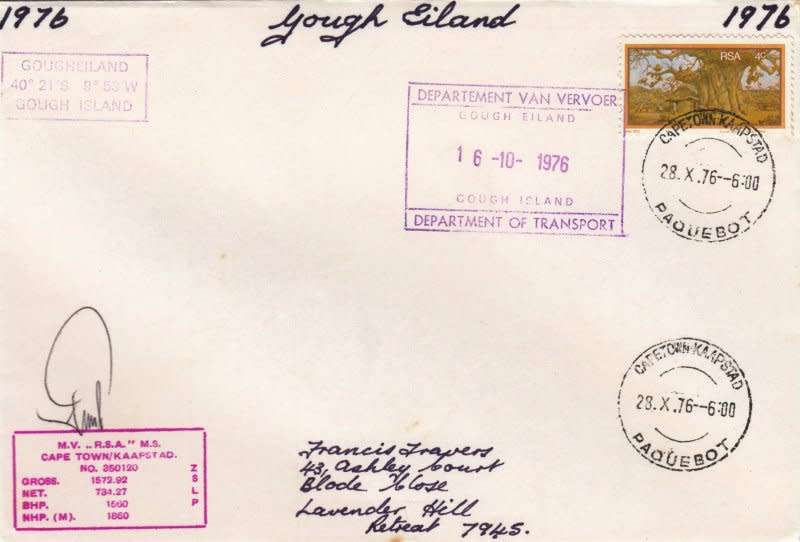 1976
Gough Eiland
1976
GOUGHEILAND
40° 21'S 9° 53'W
GOUGH ISLAND
DEPARTEMENT VAN VERVOER
GOUGH EILAND
16-10-1976
GOUGH ISLAND
DEPARTMENT OF TRANSPORT
RSA 4c
CAPETOWN-KAAPSTAD
28.X.76--6:00
PAQUEBOT
CAPETOWN-KAAPSTAD
28.X.76--6:00
PAQUEBOT
M.V. „R.S.A.” M.S.
CAPE TOWN/KAAPSTAD.
NO. 350120 Z
GROSS. 1572.92 S
NET. 734.27 L
BHP. 1560 P
NHP. (M). 1860
Francis Travers
43, Ashley Court
Blode Close
Lavender Hill
Retreat 7945.